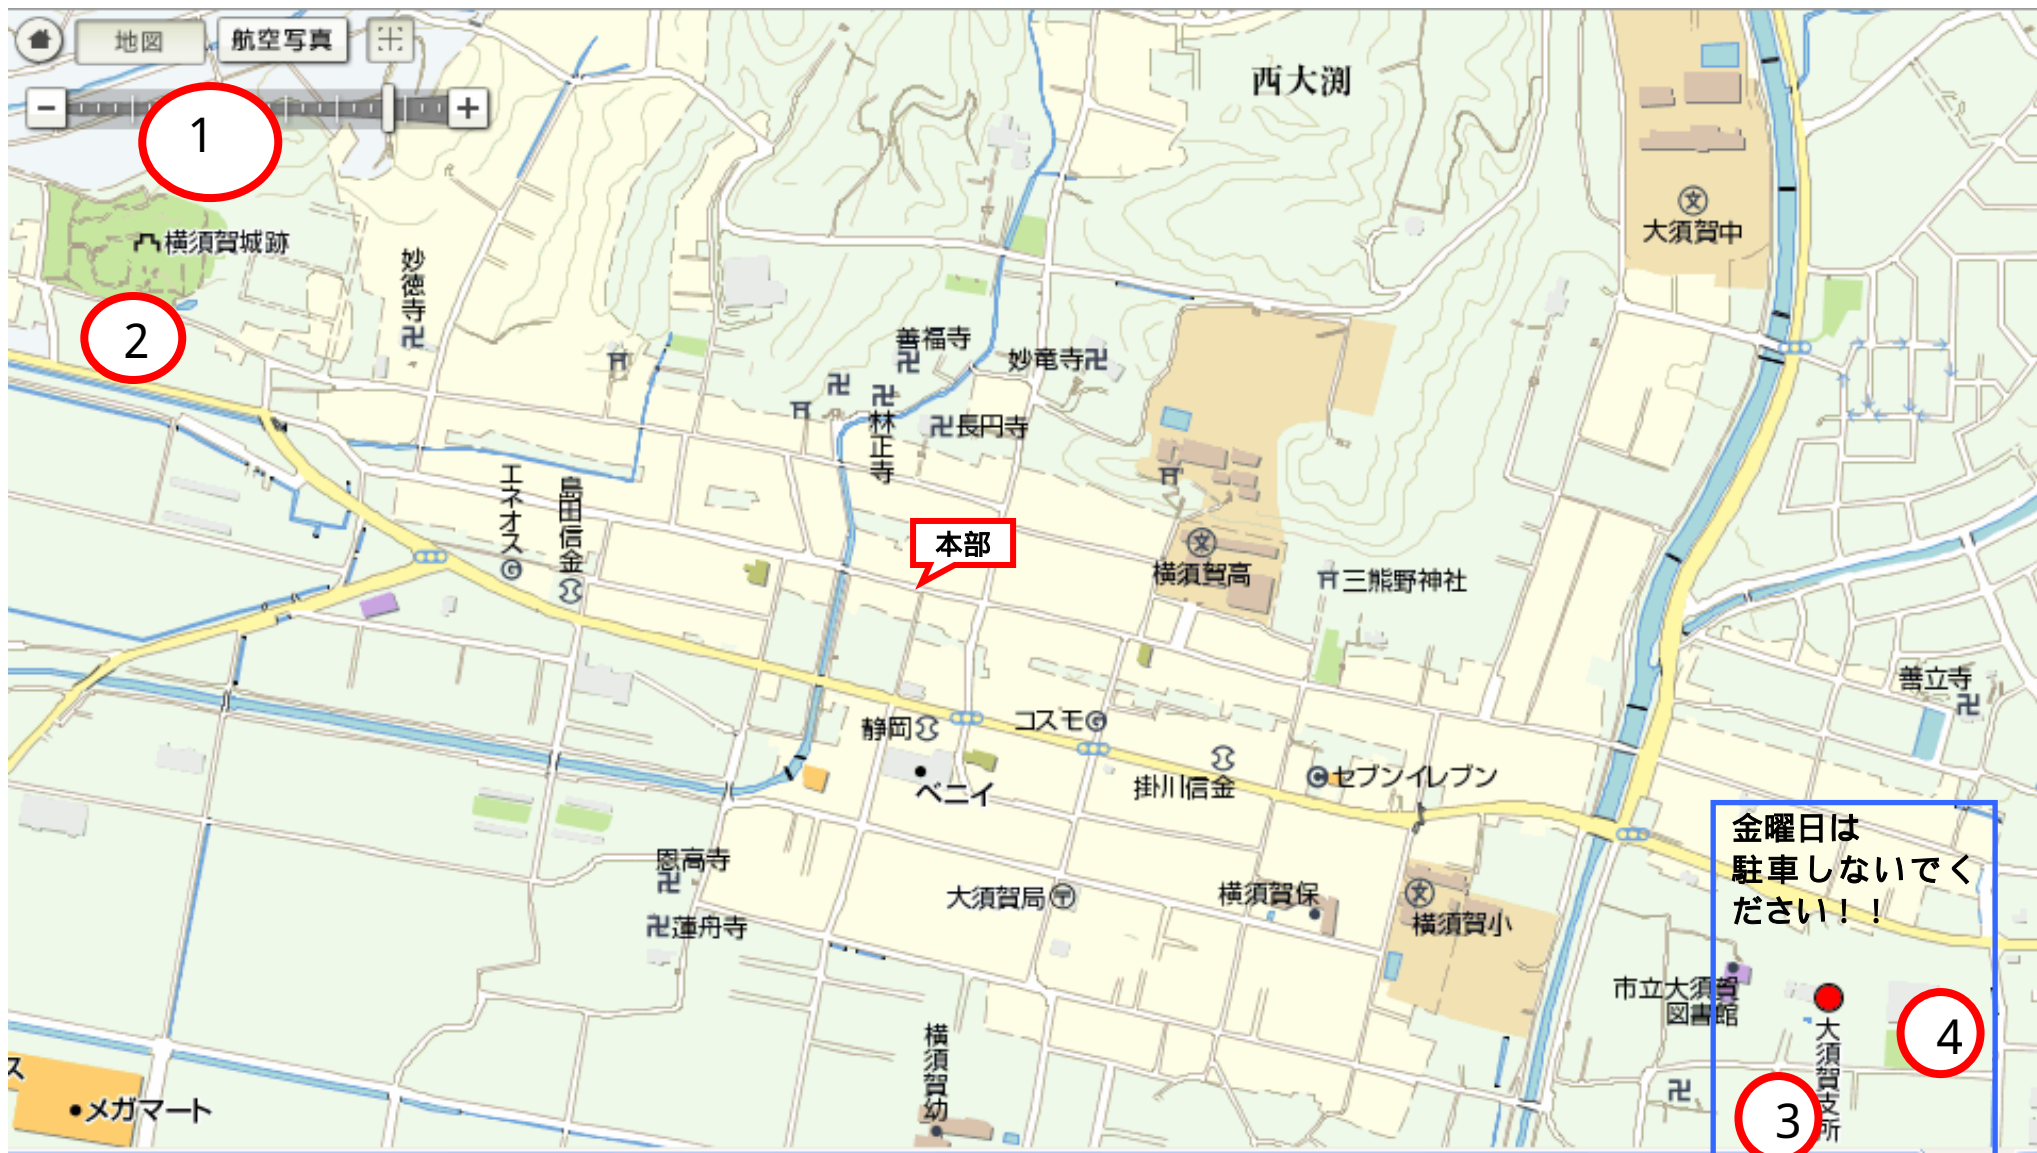 地図
航空写真
西大渕
1
大須賀中
横須賀城跡
妙徳寺
2
善福寺
妙竜寺
林正寺
長円寺
エネオス
島田信金
本部
横須賀高
三熊野神社
善立寺
静岡
コスモ
ベニイ
掛川信金
セブンイレブン
金曜日は
駐車しないでく
ださい！！
恩高寺
大須賀局
横須賀保
横須賀小
蓮舟寺
市立大須賀
図書館
大須賀支所
4
横須賀幼
ス
メガマート
3